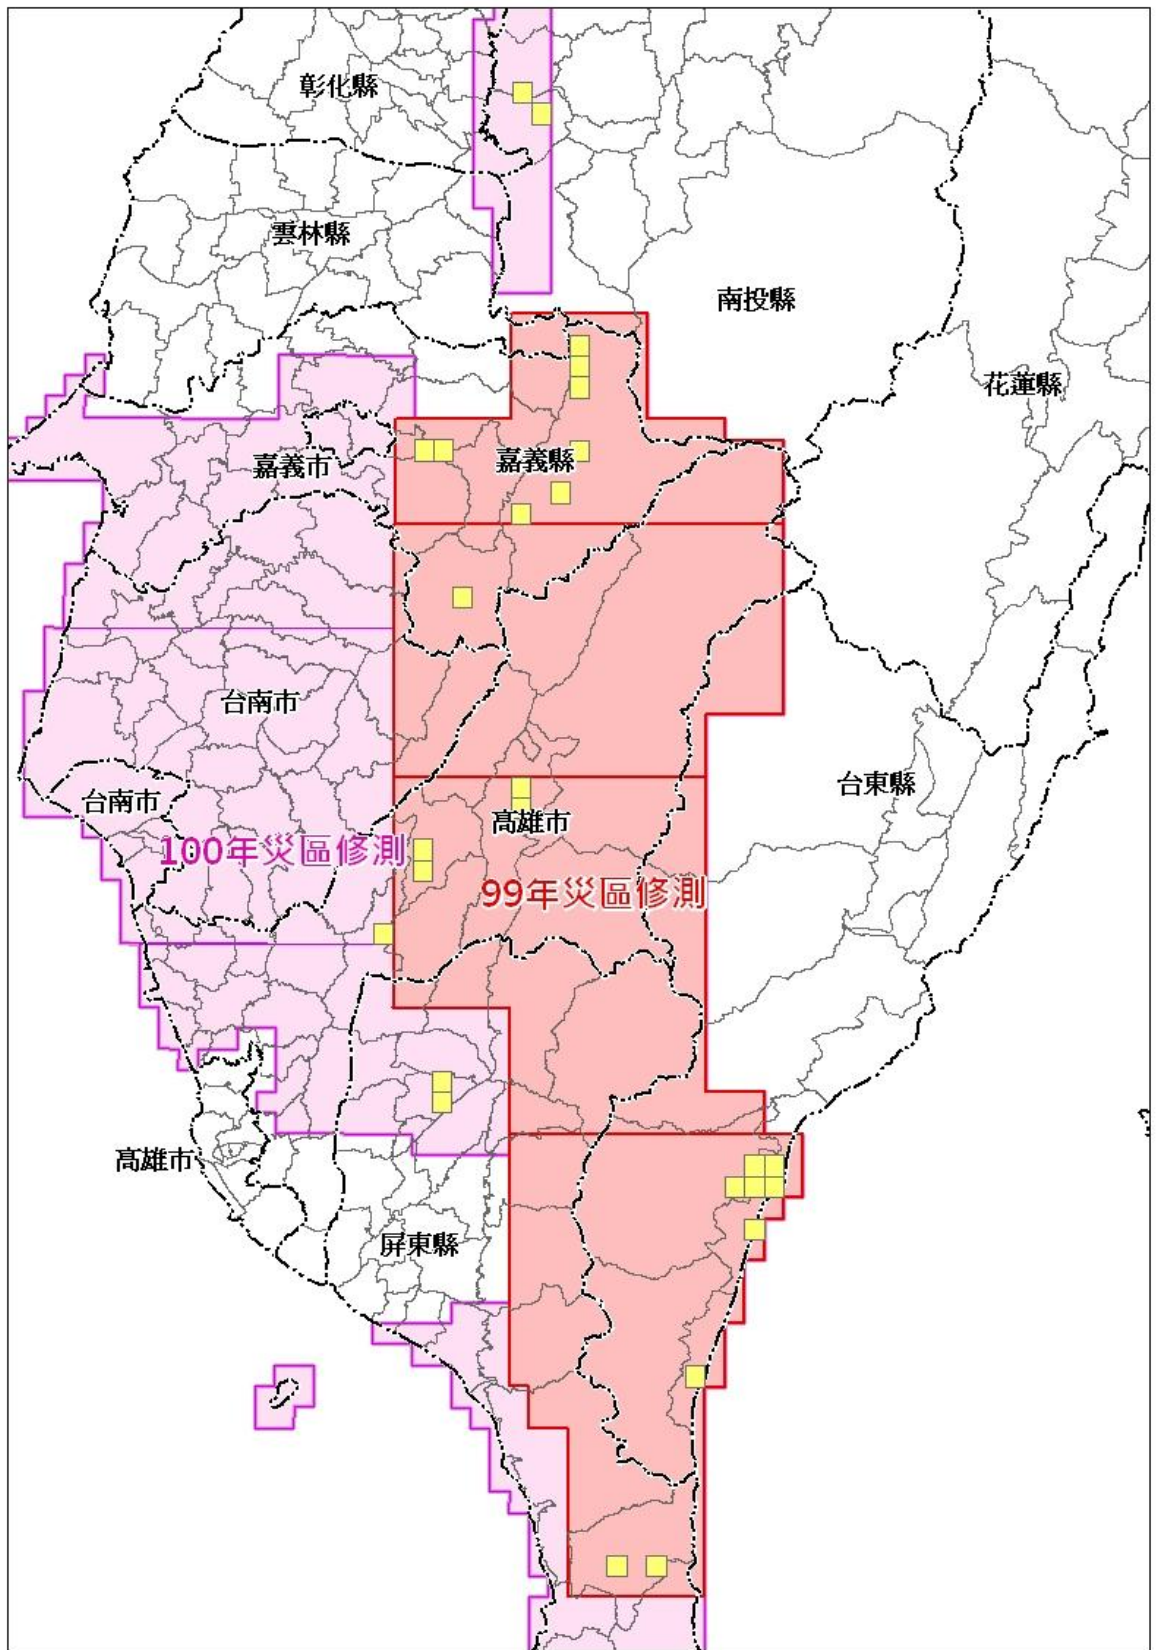 彰化縣
雲林縣
南投縣
花蓮縣
嘉義縣
嘉義市
台南市
台東縣
台南市
高雄市
100年災區修測
99年災區修測
高雄市
屏東縣